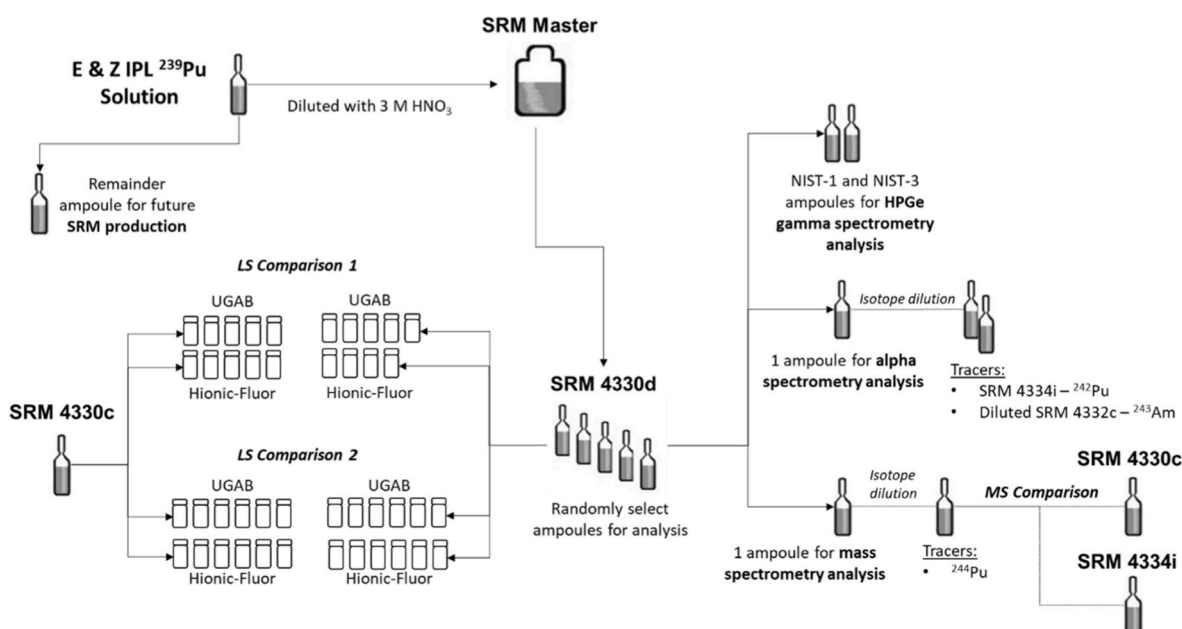 SRM Master
E & Z IPL ²³⁹Pu
Solution
Diluted with 3 M HNO₃
Remainder
ampoule for future
SRM production
NIST-1 and NIST-3
ampoules for HPGe
gamma spectrometry
analysis
LS Comparison 1
UGAB
UGAB
Hionic-Fluor
Hionic-Fluor
SRM 4330c
LS Comparison 2
UGAB
UGAB
Hionic-Fluor
Hionic-Fluor
SRM 4330d
Randomly select
ampoules for analysis
Isotope dilution
1 ampoule for alpha
spectrometry analysis
Tracers:
• SRM 4334i – ²⁴²Pu
• Diluted SRM 4332c – ²⁴³Am
Isotope
dilution
MS Comparison
SRM 4330c
1 ampoule for mass
spectrometry analysis
Tracers:
• ²⁴⁴Pu
SRM 4334i